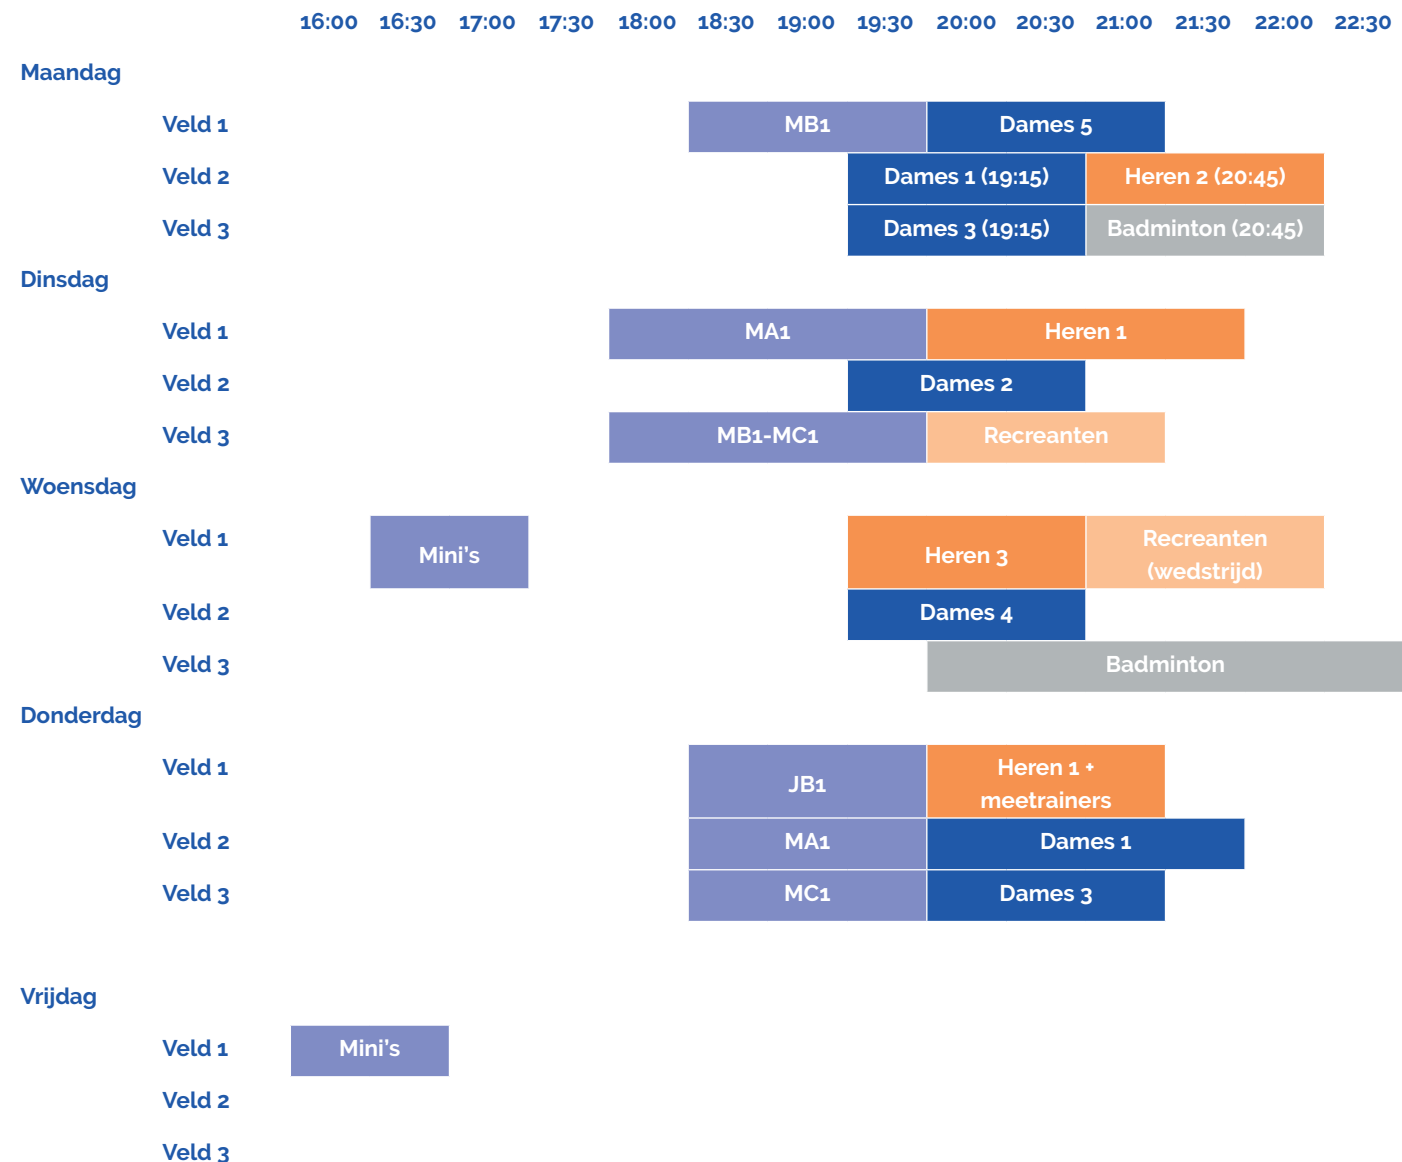 16:00 16:30 17:00 17:30 18:00 18:30 19:00 19:30 20:00 20:30 21:00 21:30 22:00 22:30
Maandag
Veld 1 MB1 Dames 5
Veld 2 Dames 1 (19:15) Heren 2 (20:45)
Veld 3 Dames 3 (19:15) Badminton (20:45)
Dinsdag
Veld 1 MA1 Heren 1
Veld 2 Dames 2
Veld 3 MB1-MC1 Recreanten
Woensdag
Veld 1 Mini's Heren 3 Recreanten
(wedstrijd)
Veld 2 Dames 4
Veld 3 Badminton
Donderdag
Veld 1 JB1 Heren 1 +
meetrainers
Veld 2 MA1 Dames 1
Veld 3 MC1 Dames 3
Vrijdag
Veld 1 Mini's
Veld 2
Veld 3